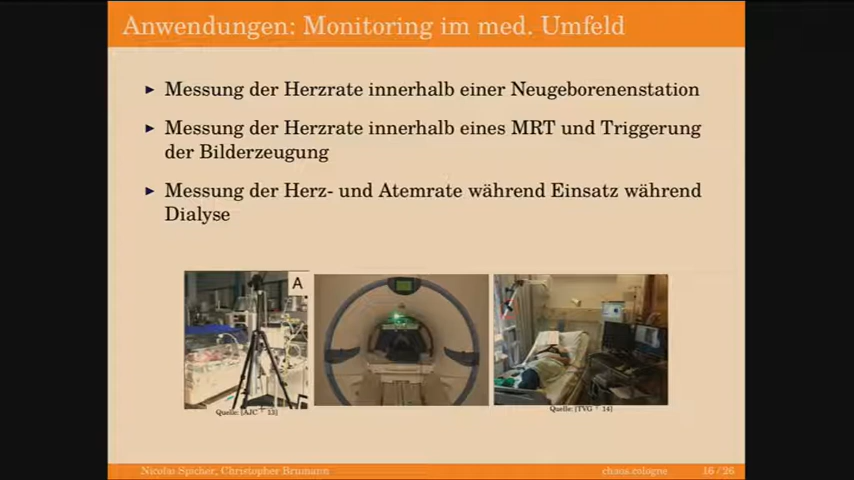 Anwendungen: Monitoring im med. Umfeld
▶ Messung der Herzrate innerhalb einer Neugeborenenstation
▶ Messung der Herzrate innerhalb eines MRT und Triggerung
der Bilderzeugung
▶ Messung der Herz- und Atemrate während Einsatz während
Dialyse
A
Quelle: [AJC+13]
Quelle: [TVG+14]
Nicolas Spicher, Christopher Brumann
chaos.cologne
16/26